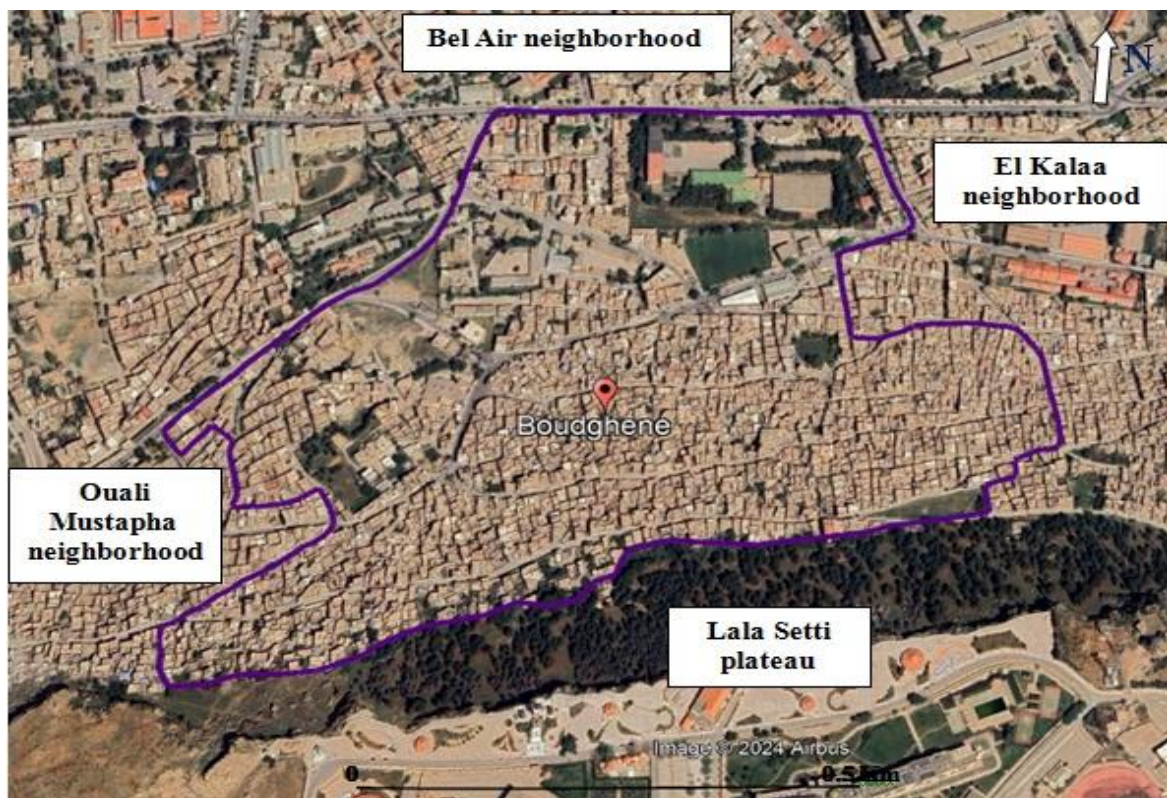 Bel Air neighborhood
N
El Kalaa
neighborhood
Boudghene
Ouali
Mustapha
neighborhood
Lala Setti
plateau
Image © 2024 Airbus
0
0.5 km